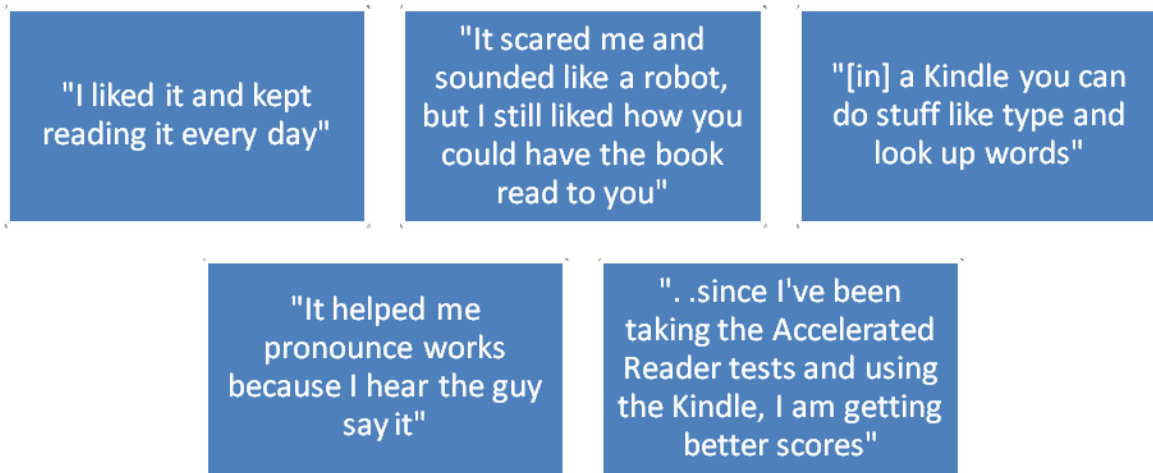 "I liked it and kept
reading it every day"
"It scared me and
sounded like a robot,
but I still liked how you
could have the book
read to you"
"[in] a Kindle you can
do stuff like type and
look up words"
"It helped me
pronounce works
because I hear the guy
say it"
". .since I've been
taking the Accelerated
Reader tests and using
the Kindle, I am getting
better scores"